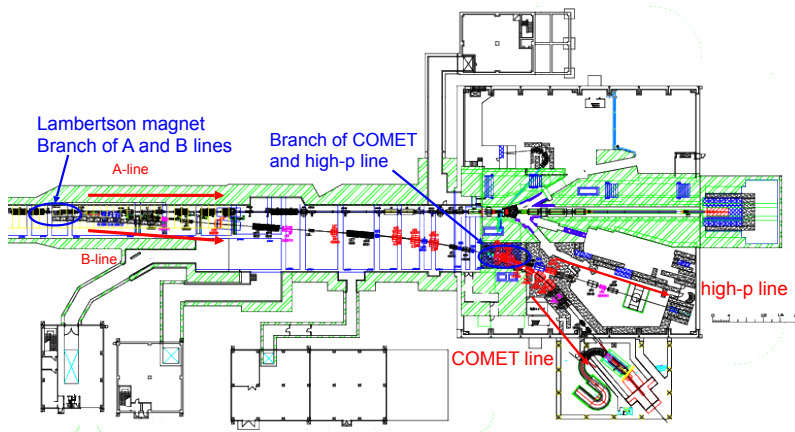 Lambertson magnet
Branch of A and B lines
A-line
Branch of COMET
and high-p line
B-line
high-p line
COMET line